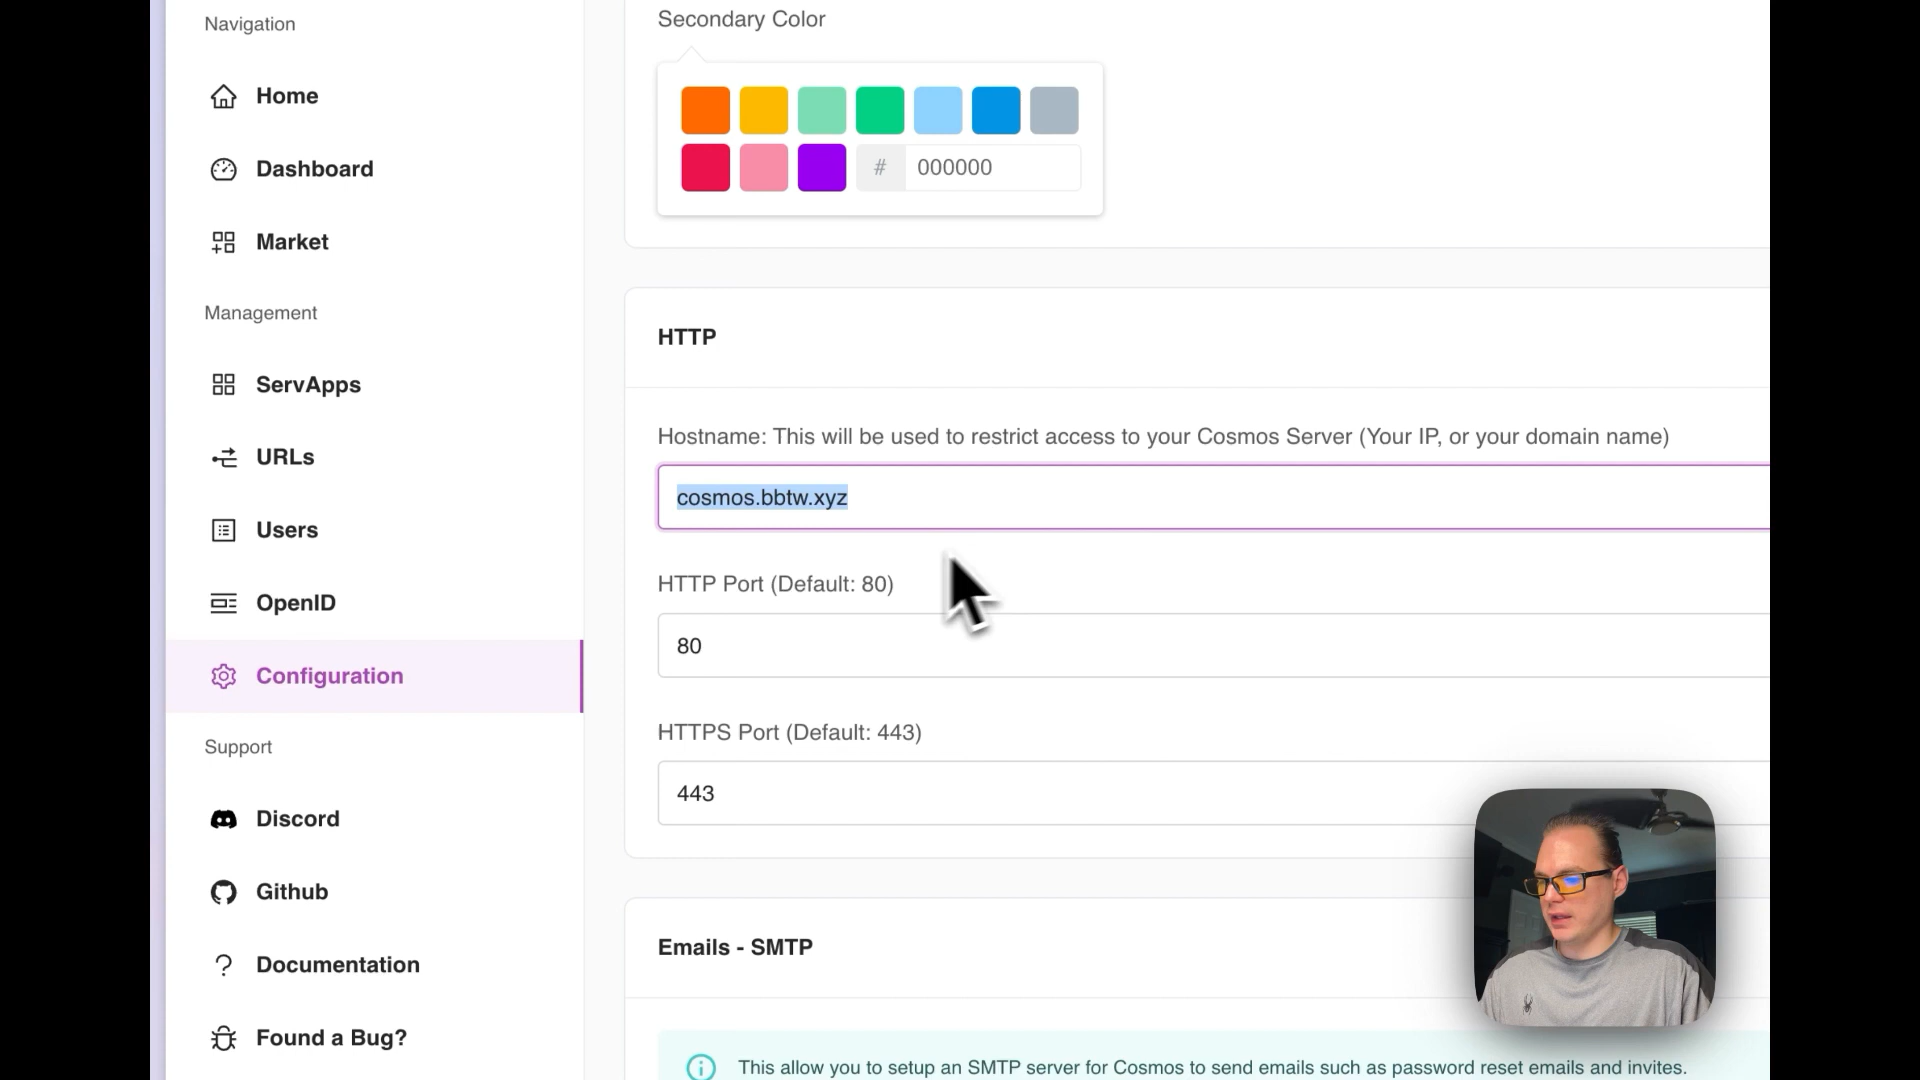 Navigation
Home
Dashboard
Market
Management
ServApps
URLs
Users
OpenID
Configuration
Support
Discord
Github
Documentation
Found a Bug?
Secondary Color
# 000000
HTTP
Hostname: This will be used to restrict access to your Cosmos Server (Your IP, or your domain name)
cosmos.bbtw.xyz
HTTP Port (Default: 80)
80
HTTPS Port (Default: 443)
443
Emails - SMTP
This allow you to setup an SMTP server for Cosmos to send emails such as password reset emails and invites.